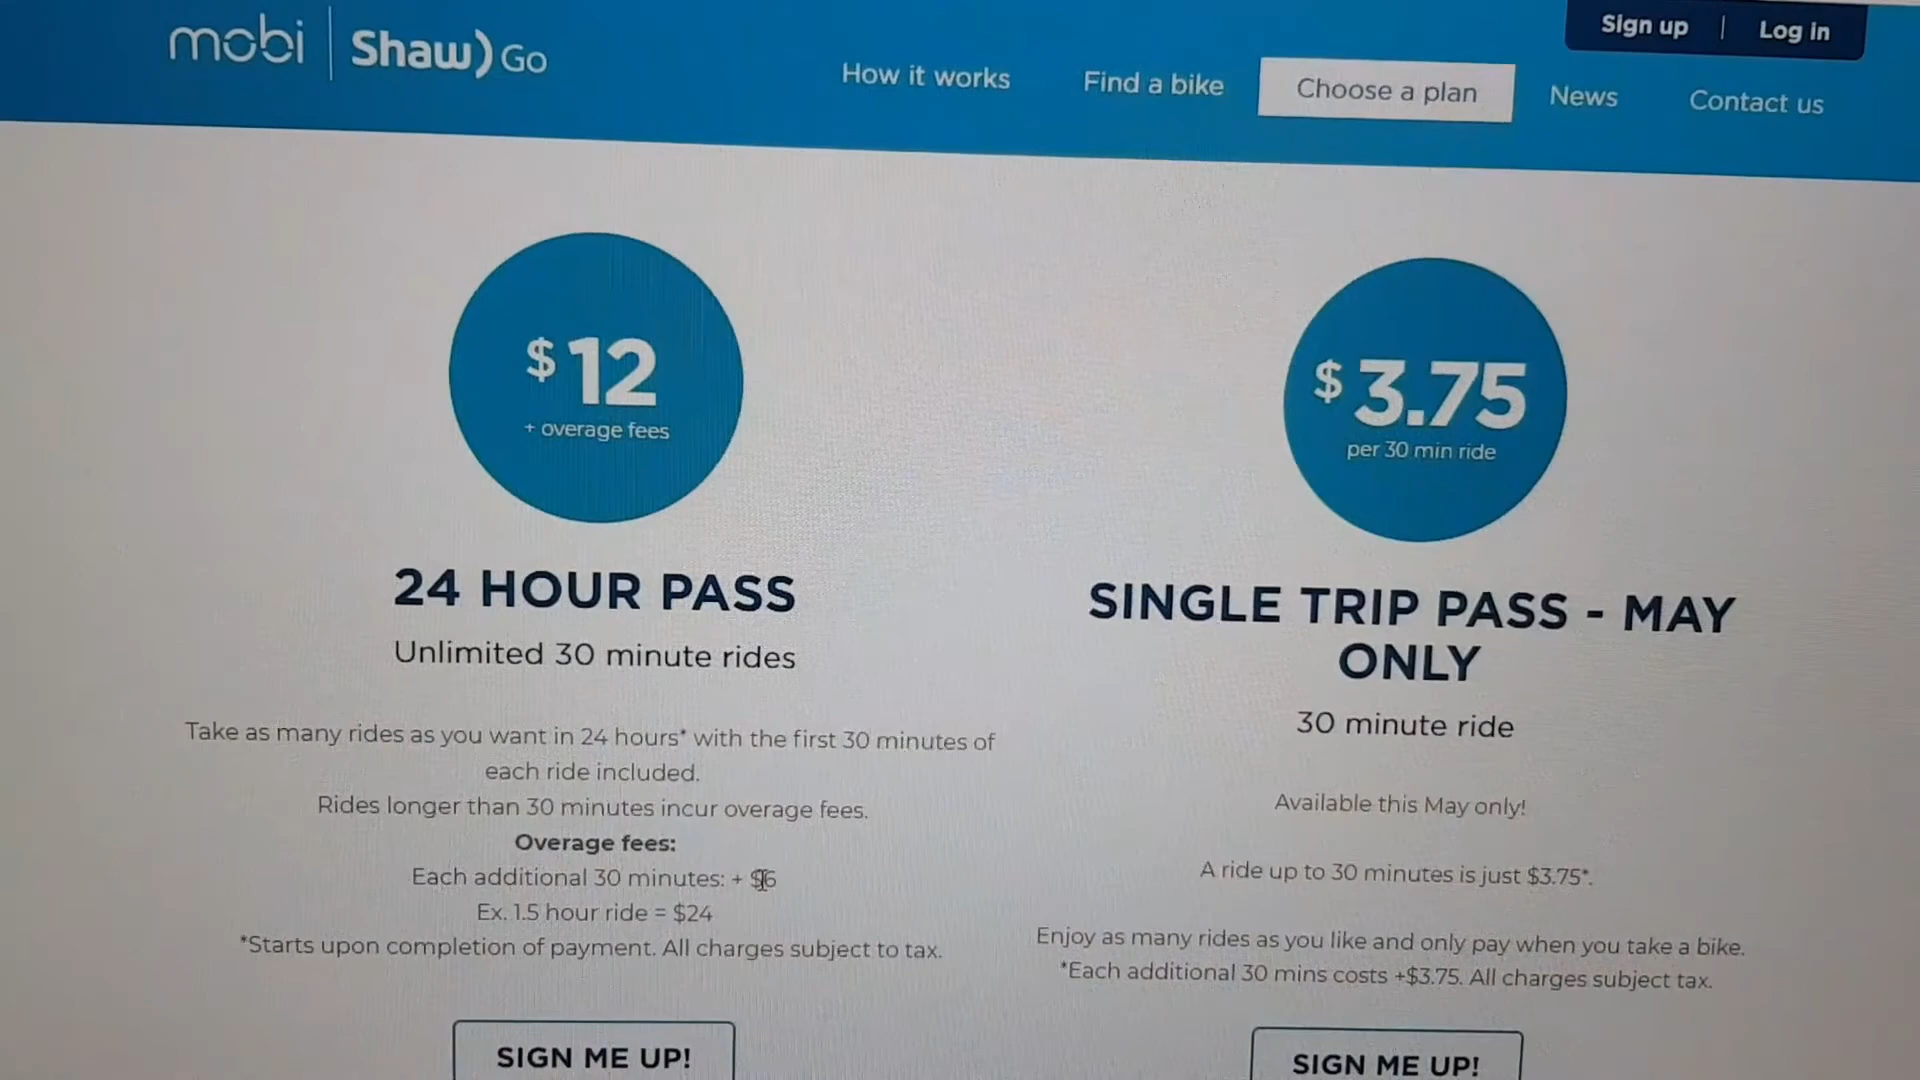 mobi | Shaw) Go
Sign up | Log in
How it works
Find a bike
Choose a plan
News
Contact us
$12
+ overage fees
24 HOUR PASS
Unlimited 30 minute rides
Take as many rides as you want in 24 hours* with the first 30 minutes of
each ride included.
Rides longer than 30 minutes incur overage fees.
Overage fees:
Each additional 30 minutes: + $6
Ex. 1.5 hour ride = $24
*Starts upon completion of payment. All charges subject to tax.
SIGN ME UP!
$3.75
per 30 min ride
SINGLE TRIP PASS - MAY
ONLY
30 minute ride
Available this May only!
A ride up to 30 minutes is just $3.75*.
Enjoy as many rides as you like and only pay when you take a bike.
*Each additional 30 mins costs +$3.75. All charges subject tax.
SIGN ME UP!